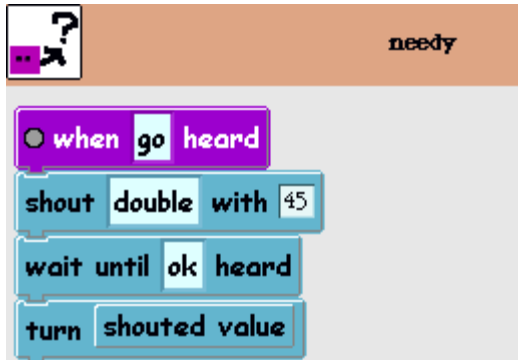 ?
needy
when go heard
shout double with 45
wait until ok heard
turn shouted value